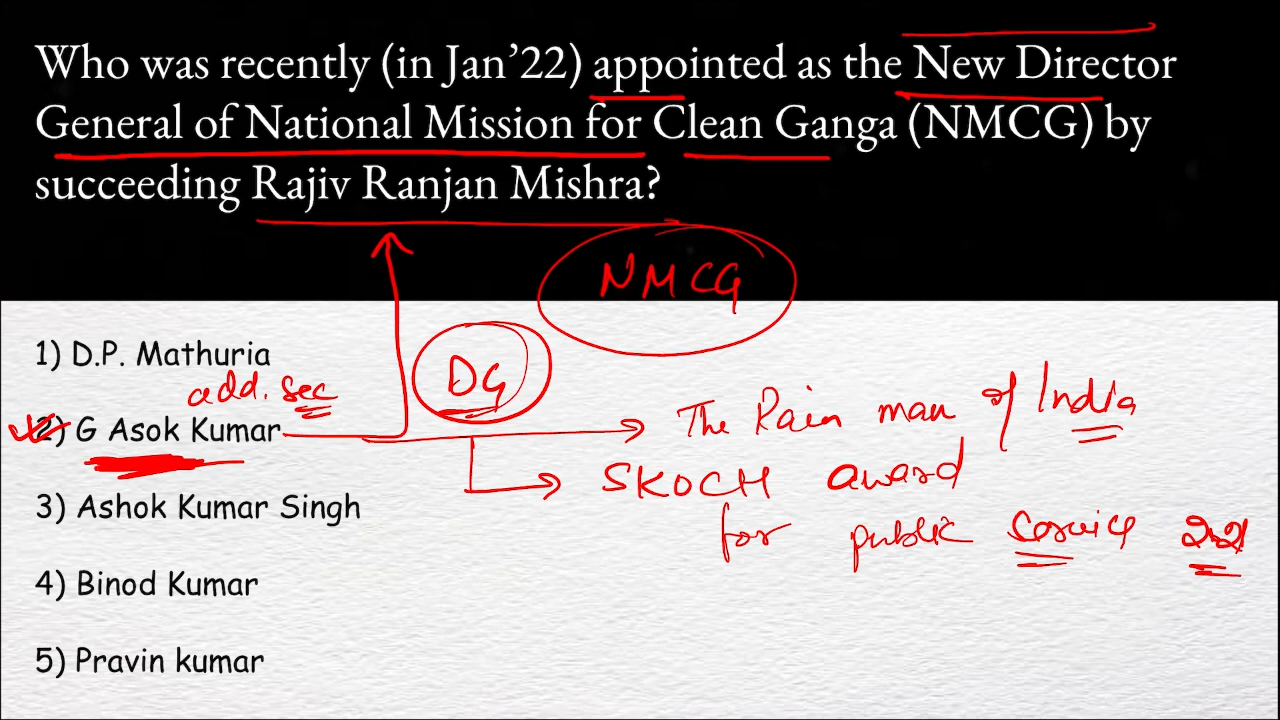 Who was recently (in Jan’22) appointed as the New Director
General of National Mission for Clean Ganga (NMCG) by
succeeding Rajiv Ranjan Mishra?
NMCG
1) D.P. Mathuria
DG
add. sec
2) G Asok Kumar
The Rain man of India
SKOCH award
3) Ashok Kumar Singh
for public service 2021
4) Binod Kumar
5) Pravin kumar